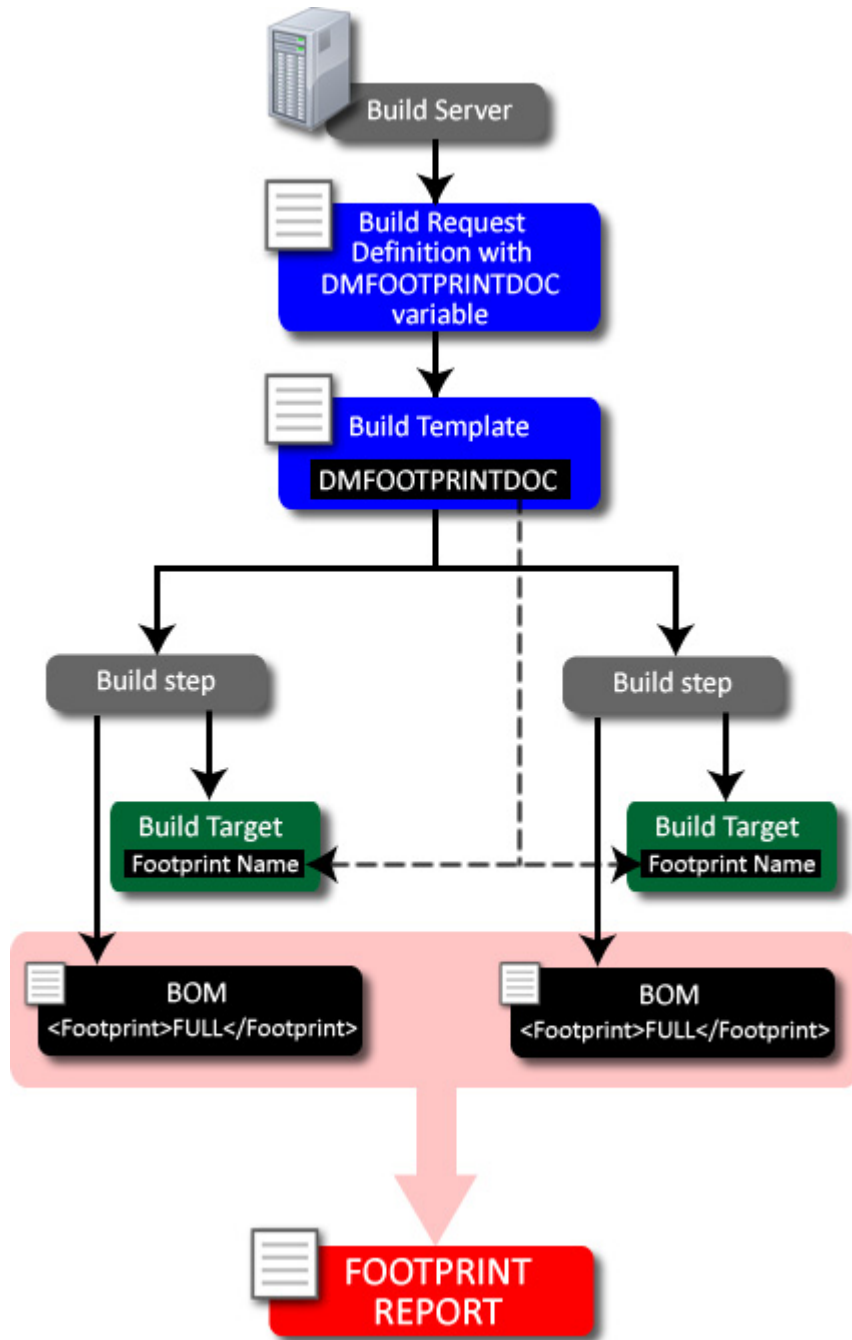 Build Server
Build Request
Definition with
DMFOOTPRINTDOC
variable
Build Template
DMFOOTPRINTDOC
Build step
Build step
Build Target
Footprint Name
Build Target
Footprint Name
BOM
<Footprint>FULL</Footprint>
BOM
<Footprint>FULL</Footprint>
FOOTPRINT
REPORT